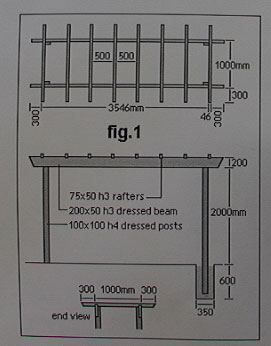 500 500
1000mm
300
300 3546mm 46 300
fig.1
200
75x50 h3 rafters
200x50 h3 dressed beam
100x100 h4 dressed posts
2000mm
600
300 1000mm 300
350
end view